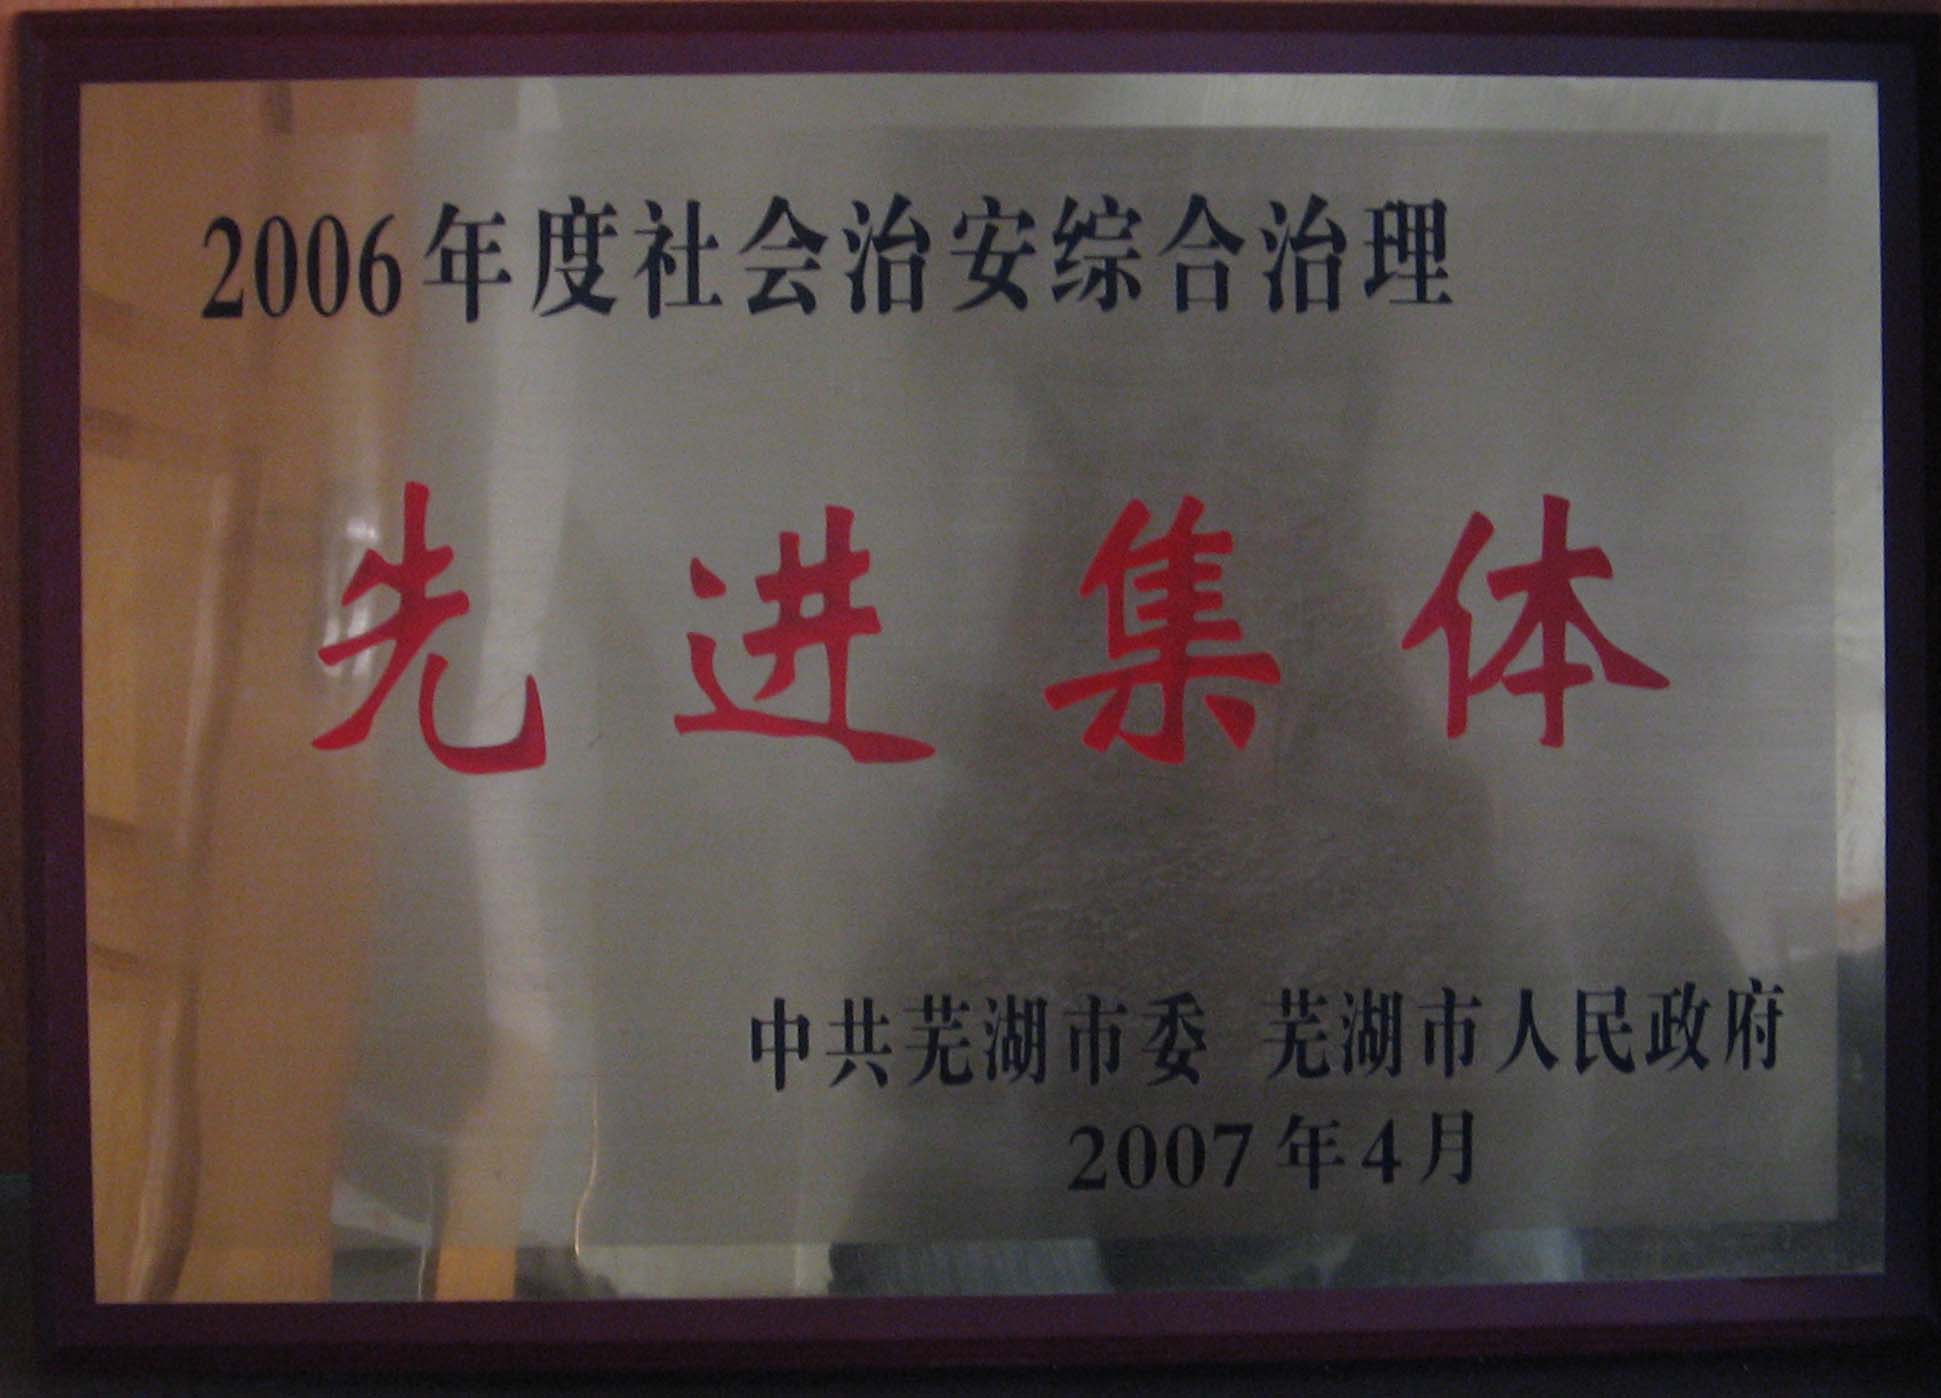 2006年度社会治安综合治理
先进集体
中共芜湖市委 芜湖市人民政府
2007年4月